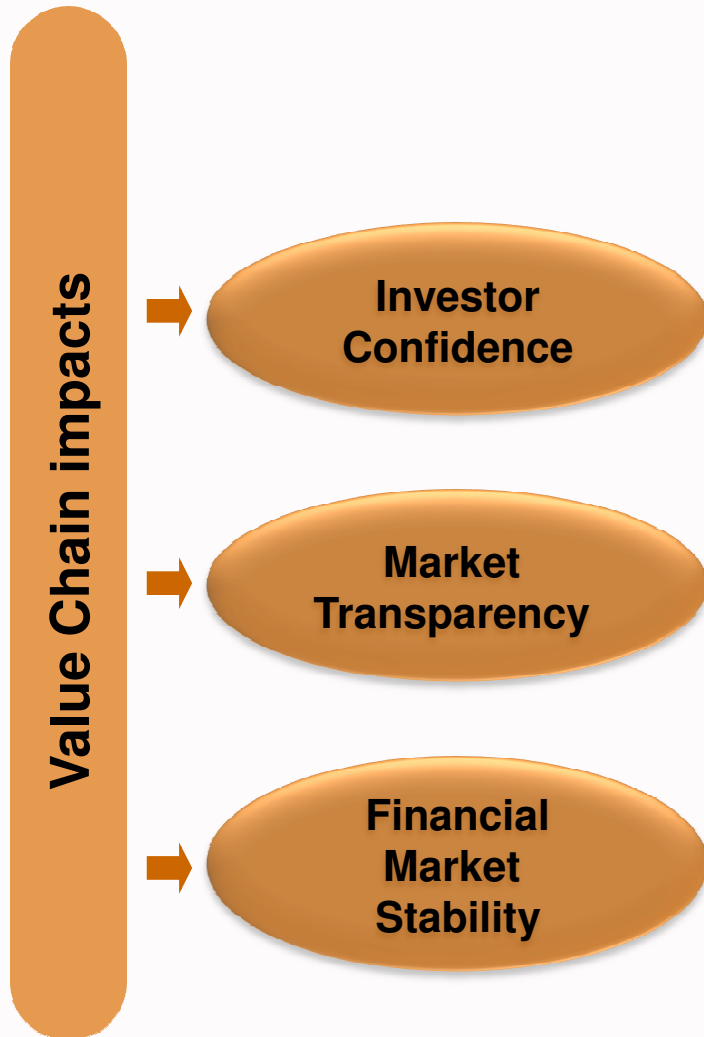 Value Chain impacts
Investor
Confidence
Market
Transparency
Financial
Market
Stability